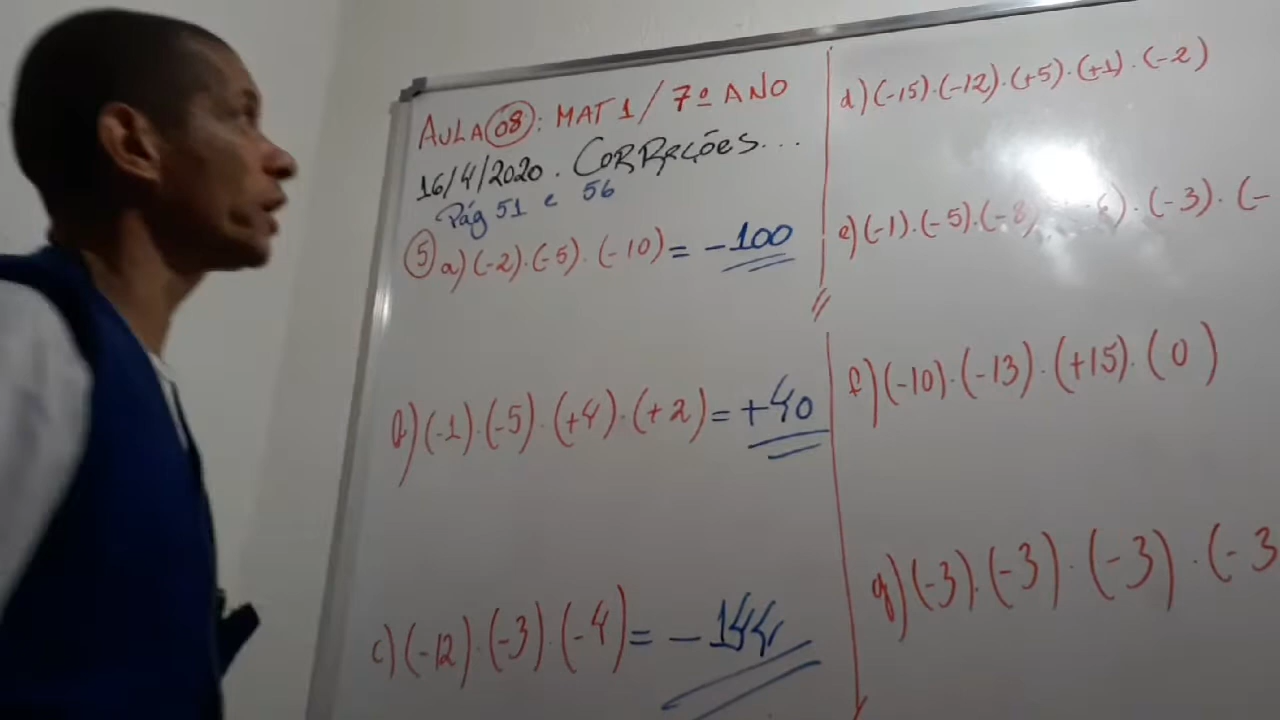 AULA 08: MAT 1 / 7º ANO
16/4/2020. CORREÇÕES...
Pág 51 e 56
5 a) (-2).(-5).(-10) = -100
b) (-1).(-5).(+4).(+2) = +40
c) (-12).(-3).(-4) = -144
d) (-15).(-12).(+5).(+1).(-2)
e) (-1).(-5).(-8) ). (-3). (-
f) (-10).(-13).(+15).(0)
g) (-3).(-3).(-3).(-3